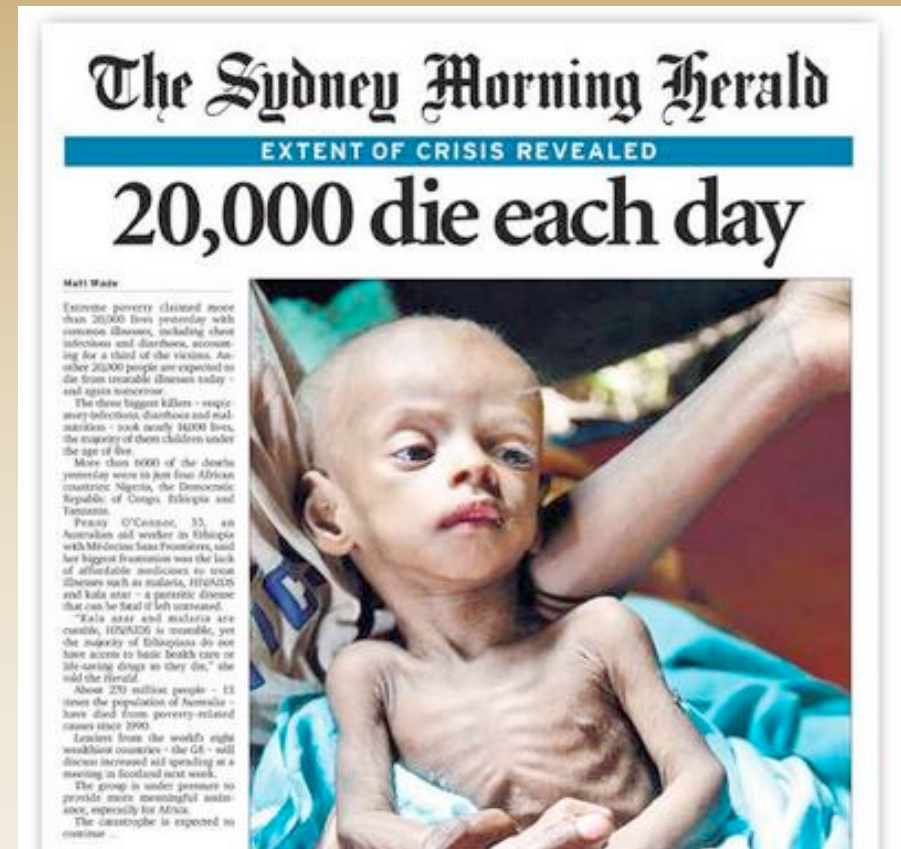 The Sydney Morning Herald
EXTENT OF CRISIS REVEALED
20,000 die each day
Matt Wade
Extreme poverty claimed more
than 20,000 lives yesterday with
common illnesses, including chest
infections and diarrhoea, account-
ing for a third of the victims. An-
other 20,000 people are expected to
die from treatable illnesses today –
and again tomorrow.
The three biggest killers – respir-
atory infections, diarrhoea and mal-
nutrition – took nearly 14,000 lives,
the majority of them children under
the age of five.
More than 6000 of the deaths
yesterday were in just four African
countries: Nigeria, the Democratic
Republic of Congo, Ethiopia and
Tanzania.
Penny O'Connor, 33, an
Australian aid worker in Ethiopia
with Médecins Sans Frontières, said
her biggest frustration was the lack
of affordable medicines to treat
illnesses such as malaria, HIV/AIDS
and kala azar – a parasitic disease
that can be fatal if left untreated.
"Kala azar and malaria are
curable, HIV/AIDS is treatable, yet
the majority of Ethiopians do not
have access to basic health care or
life-saving drugs so they die," she
told the Herald.
About 270 million people – 13
times the population of Australia –
have died from poverty-related
causes since 1990.
Leaders from the world's eight
wealthiest countries – the G8 – will
discuss increased aid spending at a
meeting in Scotland next week.
The group is under pressure to
provide more meaningful assist-
ance, especially for Africa.
The catastrophe is expected to
continue ...